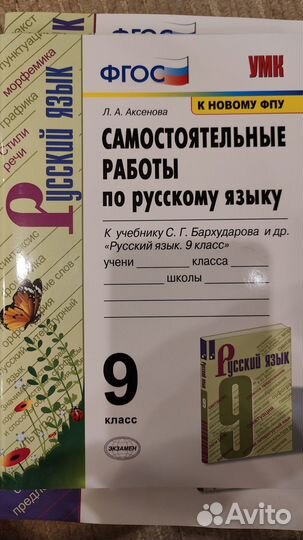 ФГОС
УМК
К НОВОМУ ФПУ
Л. А. Аксенова
САМОСТОЯТЕЛЬНЫЕ
РАБОТЫ
ПО РУССКОМУ ЯЗЫКУ
К учебнику С. Г. Бархударова и др.
«Русский язык. 9 класс»
учени класса
школы
9
КЛАСС
ЭКЗАМЕН
Русский язык
Русский язык
9
пунктуац
морфемика
графика
стили
речи
Avito